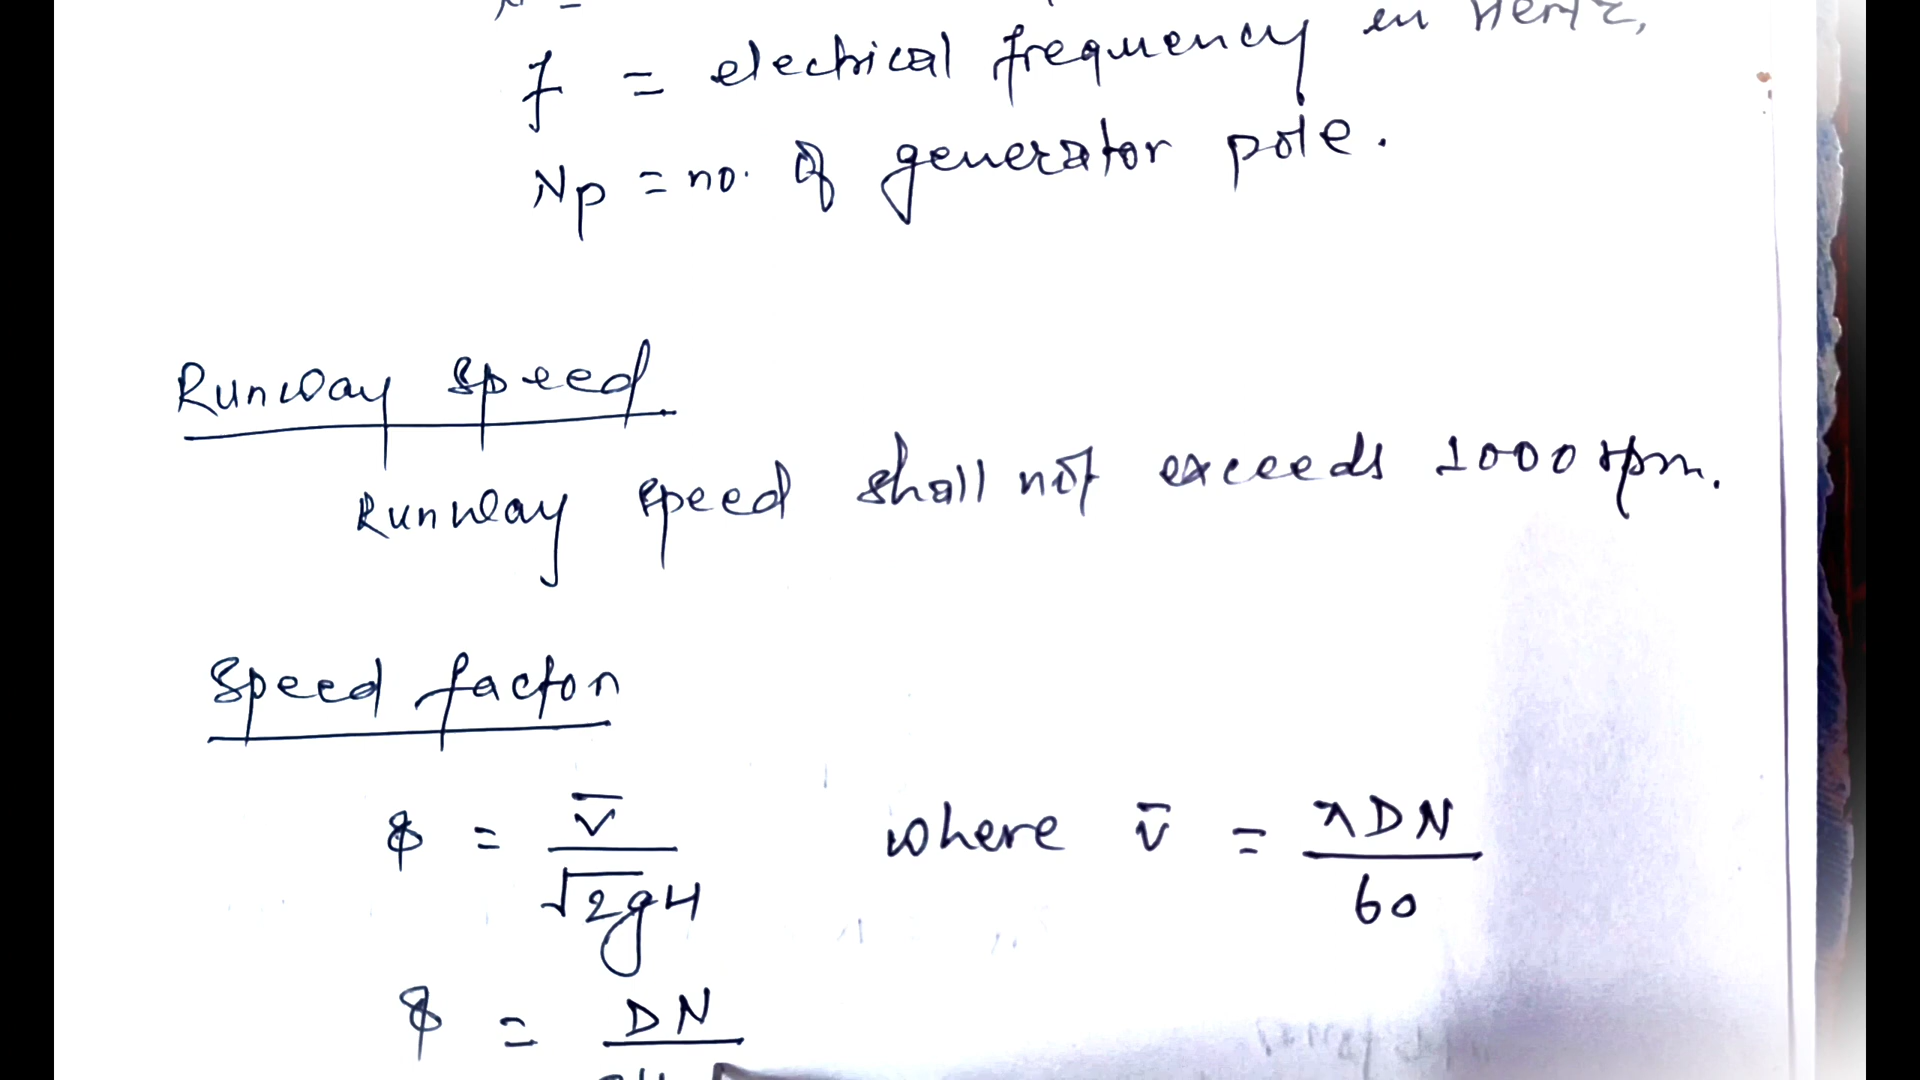 f = electrical frequency in Hertz,
Np = no. of generator pole.
Runway speed
Runway speed shall not exceeds 1000 rpm.
Speed factor
φ = v̄ / √2gH where v̄ = πDN / 60
φ = DN